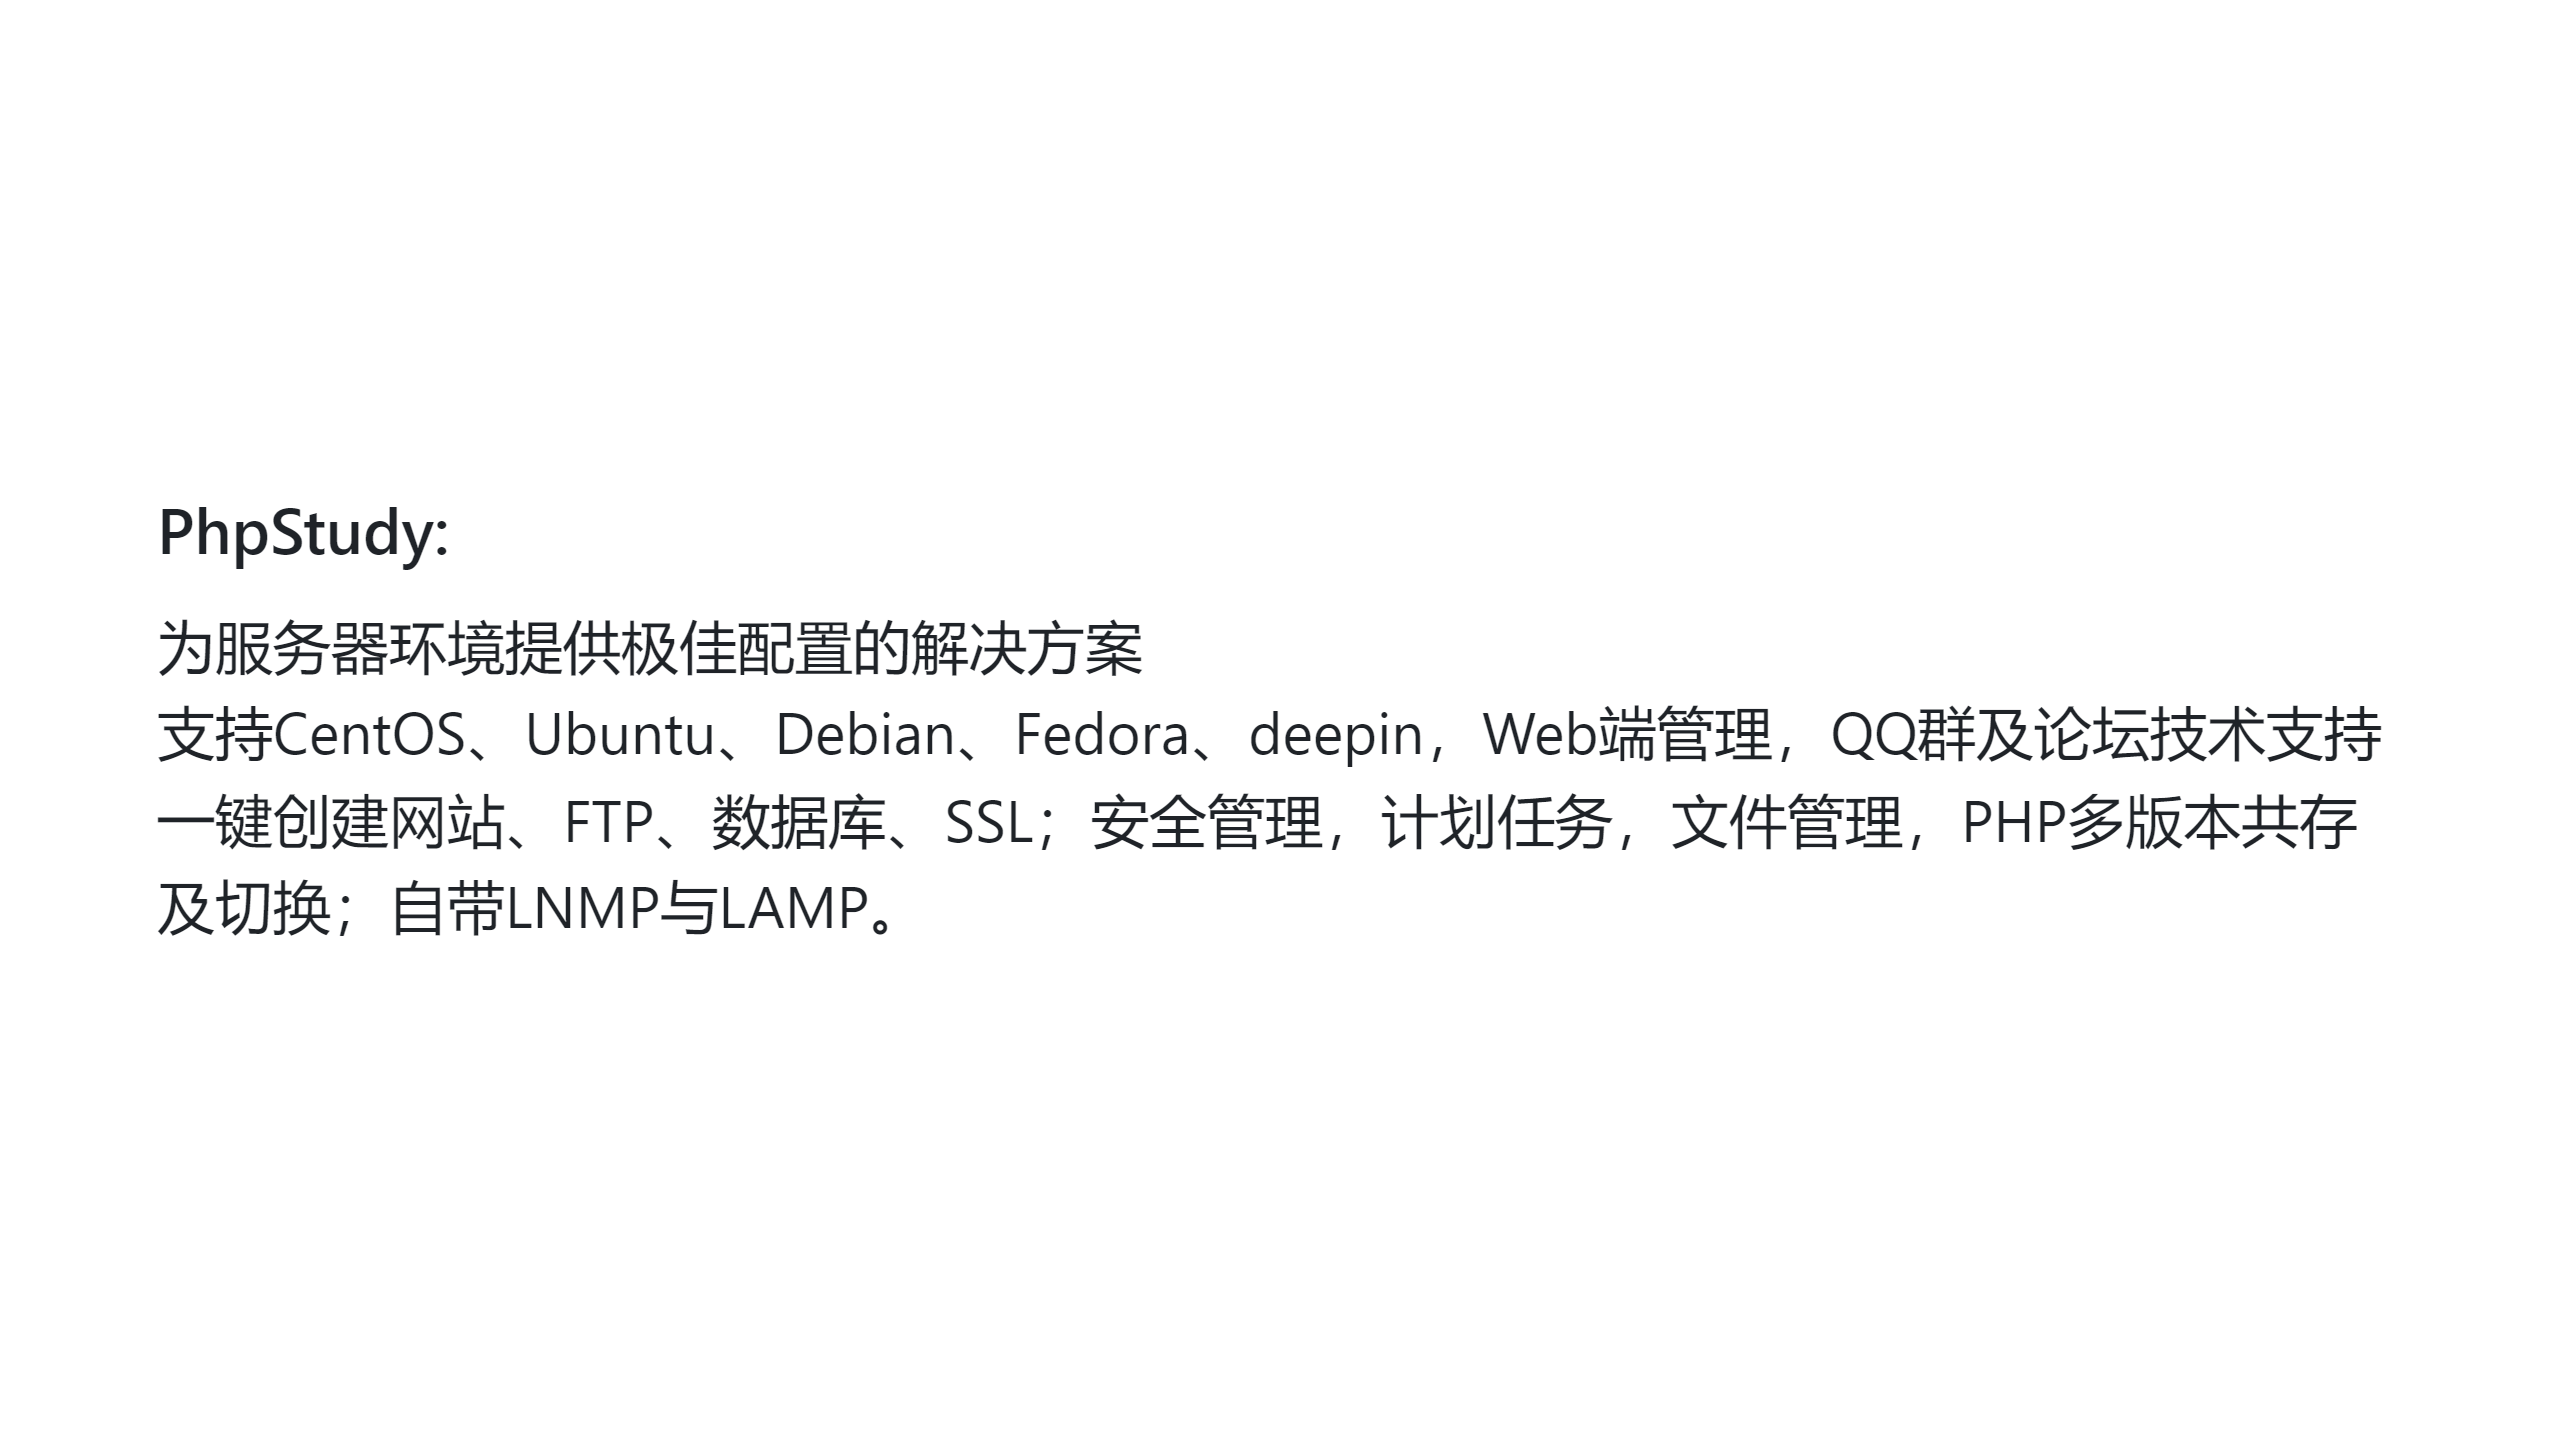 PhpStudy:
为服务器环境提供极佳配置的解决方案
支持CentOS、Ubuntu、Debian、Fedora、deepin，Web端管理，QQ群及论坛技术支持
一键创建网站、FTP、数据库、SSL；安全管理，计划任务，文件管理，PHP多版本共存
及切换；自带LNMP与LAMP。